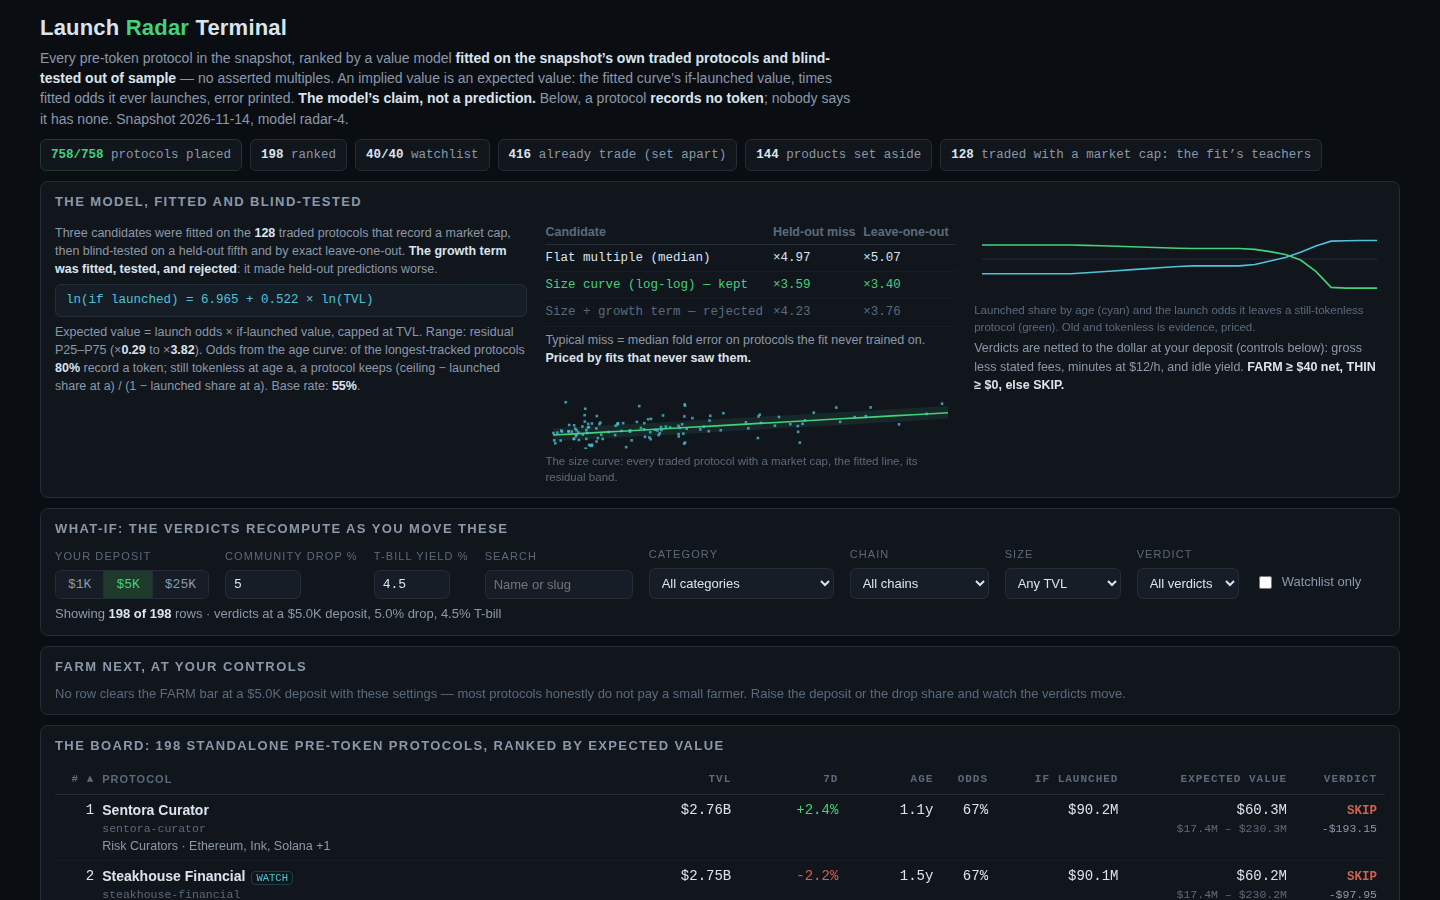 Launch Radar Terminal
Every pre-token protocol in the snapshot, ranked by a value model fitted on the snapshot’s own traded protocols and blind-
tested out of sample — no asserted multiples. An implied value is an expected value: the fitted curve’s if-launched value, times
fitted odds it ever launches, error printed. The model’s claim, not a prediction. Below, a protocol records no token; nobody says
it has none. Snapshot 2026-11-14, model radar-4.
758/758 protocols placed
198 ranked
40/40 watchlist
416 already trade (set apart)
144 products set aside
128 traded with a market cap: the fit’s teachers
THE MODEL, FITTED AND BLIND-TESTED
Three candidates were fitted on the 128 traded protocols that record a market cap,
then blind-tested on a held-out fifth and by exact leave-one-out. The growth term
was fitted, tested, and rejected: it made held-out predictions worse.
ln(if launched) = 6.965 + 0.522 × ln(TVL)
Expected value = launch odds × if-launched value, capped at TVL. Range: residual
P25–P75 (×0.29 to ×3.82). Odds from the age curve: of the longest-tracked protocols
80% record a token; still tokenless at age a, a protocol keeps (ceiling − launched
share at a) / (1 − launched share at a). Base rate: 55%.
Candidate Held-out miss Leave-one-out
Flat multiple (median) ×4.97 ×5.07
Size curve (log-log) — kept ×3.59 ×3.40
Size + growth term — rejected ×4.23 ×3.76
Typical miss = median fold error on protocols the fit never trained on.
Priced by fits that never saw them.
The size curve: every traded protocol with a market cap, the fitted line, its
residual band.
Launched share by age (cyan) and the launch odds it leaves a still-tokenless
protocol (green). Old and tokenless is evidence, priced.
Verdicts are netted to the dollar at your deposit (controls below): gross
less stated fees, minutes at $12/h, and idle yield. FARM ≥ $40 net, THIN
≥ $0, else SKIP.
WHAT-IF: THE VERDICTS RECOMPUTE AS YOU MOVE THESE
YOUR DEPOSIT COMMUNITY DROP % T-BILL YIELD % SEARCH CATEGORY CHAIN SIZE VERDICT
$1K $5K $25K 5 4.5 Name or slug All categories All chains Any TVL All verdicts Watchlist only
Showing 198 of 198 rows · verdicts at a $5.0K deposit, 5.0% drop, 4.5% T-bill
FARM NEXT, AT YOUR CONTROLS
No row clears the FARM bar at a $5.0K deposit with these settings — most protocols honestly do not pay a small farmer. Raise the deposit or the drop share and watch the verdicts move.
THE BOARD: 198 STANDALONE PRE-TOKEN PROTOCOLS, RANKED BY EXPECTED VALUE
# ▲ PROTOCOL TVL 7D AGE ODDS IF LAUNCHED EXPECTED VALUE VERDICT
1 Sentora Curator $2.76B +2.4% 1.1y 67% $90.2M $60.3M SKIP
sentora-curator $17.4M – $230.3M -$193.15
Risk Curators · Ethereum, Ink, Solana +1
2 Steakhouse Financial WATCH $2.75B -2.2% 1.5y 67% $90.1M $60.2M SKIP
steakhouse-financial $17.4M – $230.2M -$97.95